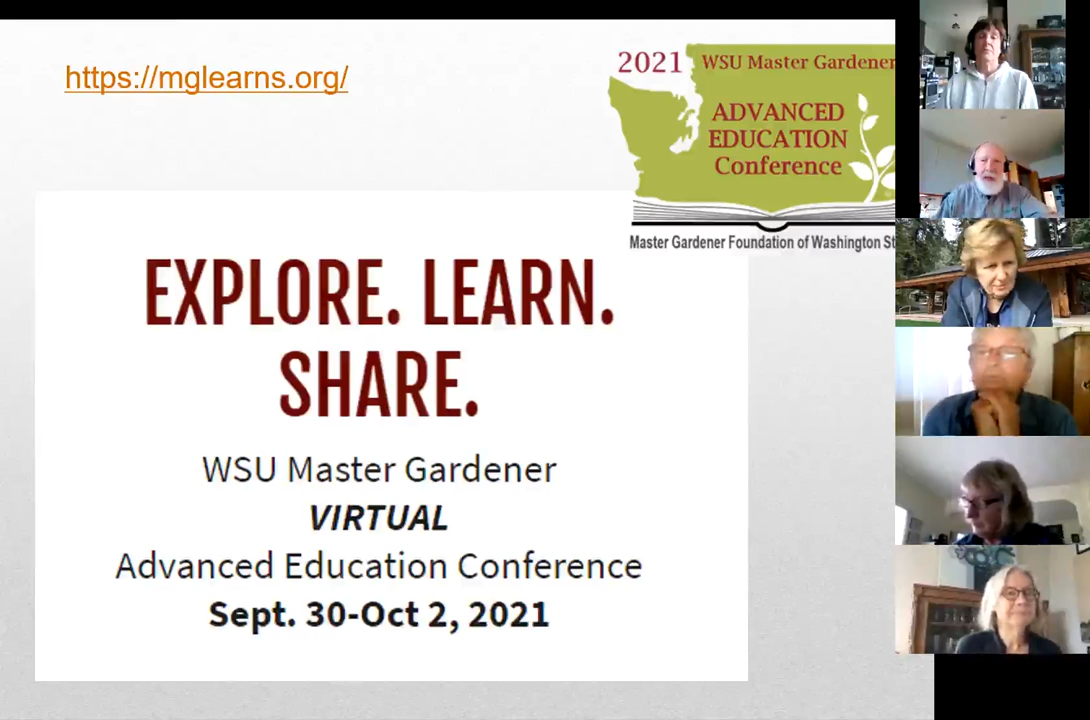 https://mglearns.org/
2021 WSU Master Gardener
ADVANCED
EDUCATION
Conference
Master Gardener Foundation of Washington St
EXPLORE. LEARN.
SHARE.
WSU Master Gardener
VIRTUAL
Advanced Education Conference
Sept. 30-Oct 2, 2021